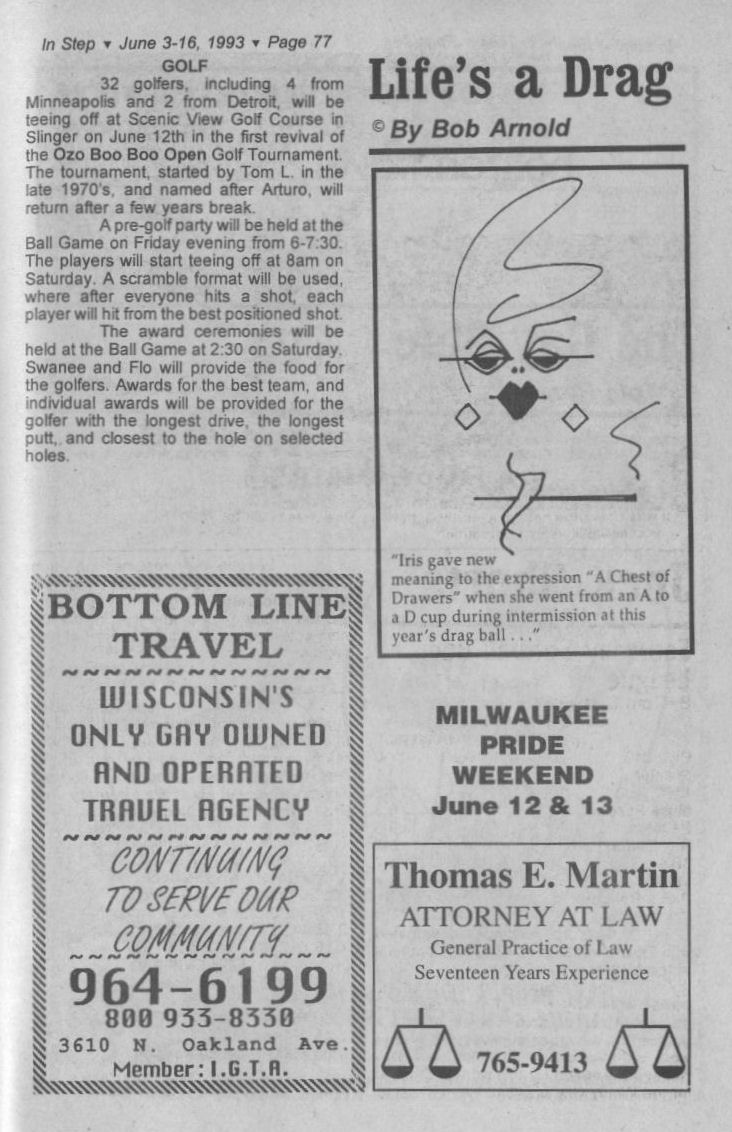 In Step ▾ June 3-16, 1993 ▾ Page 77
GOLF
32 golfers, including 4 from
Minneapolis and 2 from Detroit, will be
teeing off at Scenic View Golf Course in
Slinger on June 12th in the first revival of
the Ozo Boo Boo Open Golf Tournament.
The tournament, started by Tom L. in the
late 1970's, and named after Arturo, will
return after a few years break.
A pre-golf party will be held at the
Ball Game on Friday evening from 6-7:30.
The players will start teeing off at 8am on
Saturday. A scramble format will be used,
where after everyone hits a shot, each
player will hit from the best positioned shot.
The award ceremonies will be
held at the Ball Game at 2:30 on Saturday.
Swanee and Flo will provide the food for
the golfers. Awards for the best team, and
individual awards will be provided for the
golfer with the longest drive, the longest
putt, and closest to the hole on selected
holes.
BOTTOM LINE
TRAVEL
~~~~~~~~~~~~~
WISCONSIN'S
ONLY GAY OWNED
AND OPERATED
TRAVEL AGENCY
~~~~~~~~~~~~~
CONTINUING
TO SERVE OUR
COMMUNITY
~~~~~~~~~~~~~
964-6199
800 933-8330
3610 N. Oakland Ave.
Member: I.G.T.A.
Life's a Drag
© By Bob Arnold
"Iris gave new
meaning to the expression "A Chest of
Drawers" when she went from an A to
a D cup during intermission at this
year's drag ball . . ."
MILWAUKEE
PRIDE
WEEKEND
June 12 & 13
Thomas E. Martin
ATTORNEY AT LAW
General Practice of Law
Seventeen Years Experience
765-9413